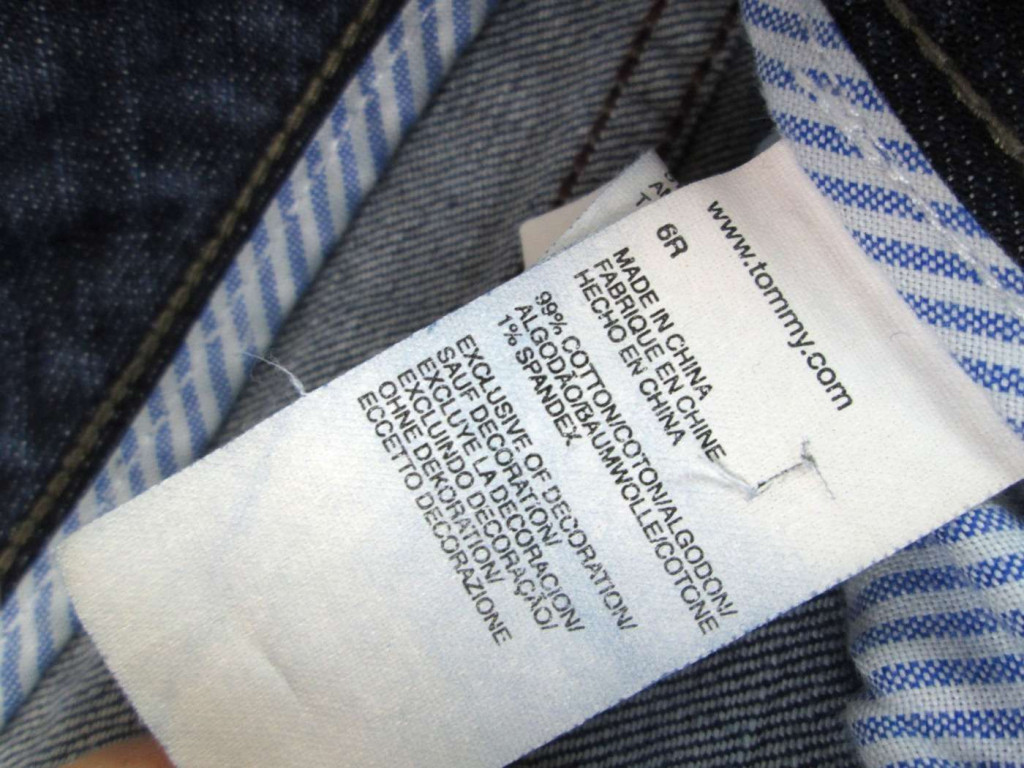 www.tommy.com
6R
MADE IN CHINA
FABRIQUE EN CHINE
HECHO EN CHINA
99% COTTON/COTON/ALGODON/
ALGODÃO/BAUMWOLLE/COTONE
1% SPANDEX
EXCLUSIVE OF DECORATION/
SAUF DECORATION/
EXCLUYE LA DECORACION/
EXCLUINDO DECORAÇÃO/
OHNE DEKORATION/
ECCETTO DECORAZIONE